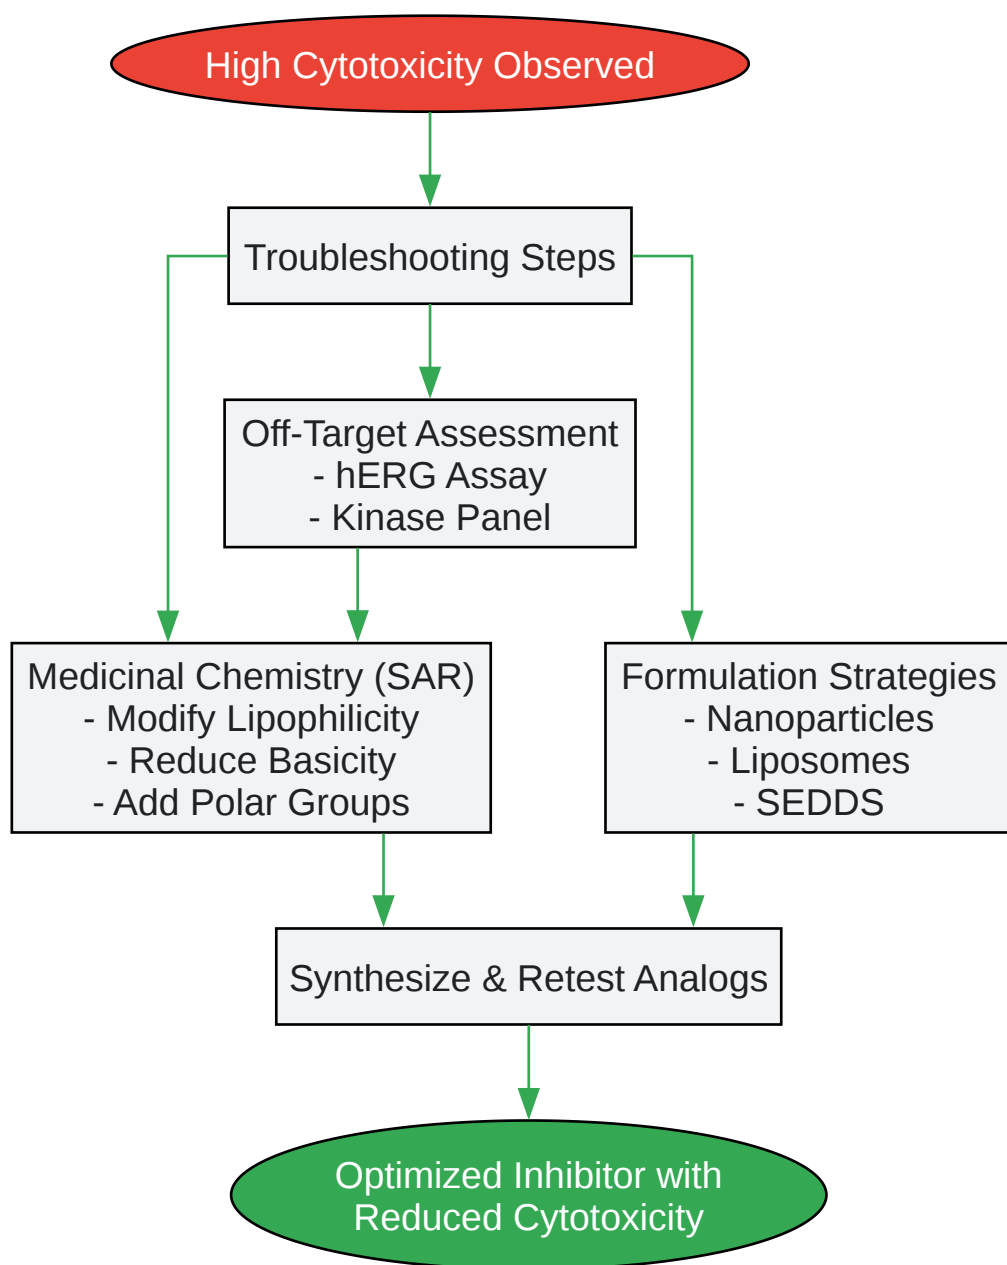 High Cytotoxicity Observed
Troubleshooting Steps
Off-Target Assessment
- hERG Assay
- Kinase Panel
Medicinal Chemistry (SAR)
- Modify Lipophilicity
- Reduce Basicity
- Add Polar Groups
Formulation Strategies
- Nanoparticles
- Liposomes
- SEDDS
Synthesize & Retest Analogs
Optimized Inhibitor with
Reduced Cytotoxicity